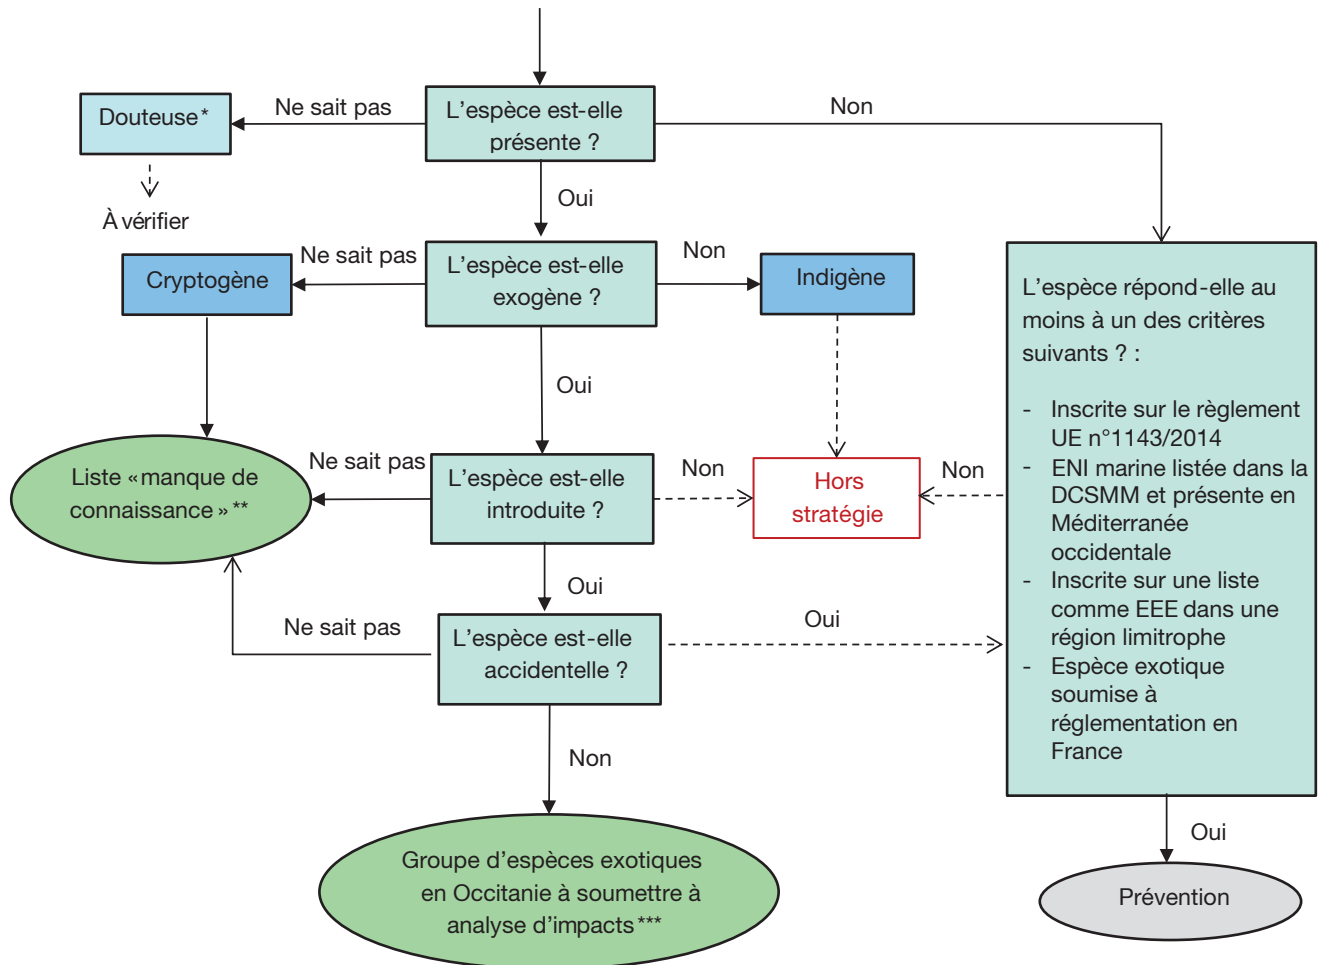 L'espèce est-elle
présente ?
Ne sait pas
Douteuse*
À vérifier
Non
Oui
L'espèce est-elle
exogène ?
Ne sait pas
Cryptogène
Non
Indigène
Oui
L'espèce est-elle
introduite ?
Ne sait pas
Liste «manque de
connaissance»**
Non
Hors
stratégie
Non
Oui
L'espèce est-elle
accidentelle ?
Ne sait pas
Oui
Non
Groupe d'espèces exotiques
en Occitanie à soumettre à
analyse d'impacts***
L'espèce répond-elle au
moins à un des critères
suivants ? :
- Inscrite sur le règlement
UE n°1143/2014
- ENI marine listée dans la
DCSMM et présente en
Méditerranée
occidentale
- Inscrite sur une liste
comme EEE dans une
région limitrophe
- Espèce exotique
soumise à
réglementation en
France
Oui
Prévention